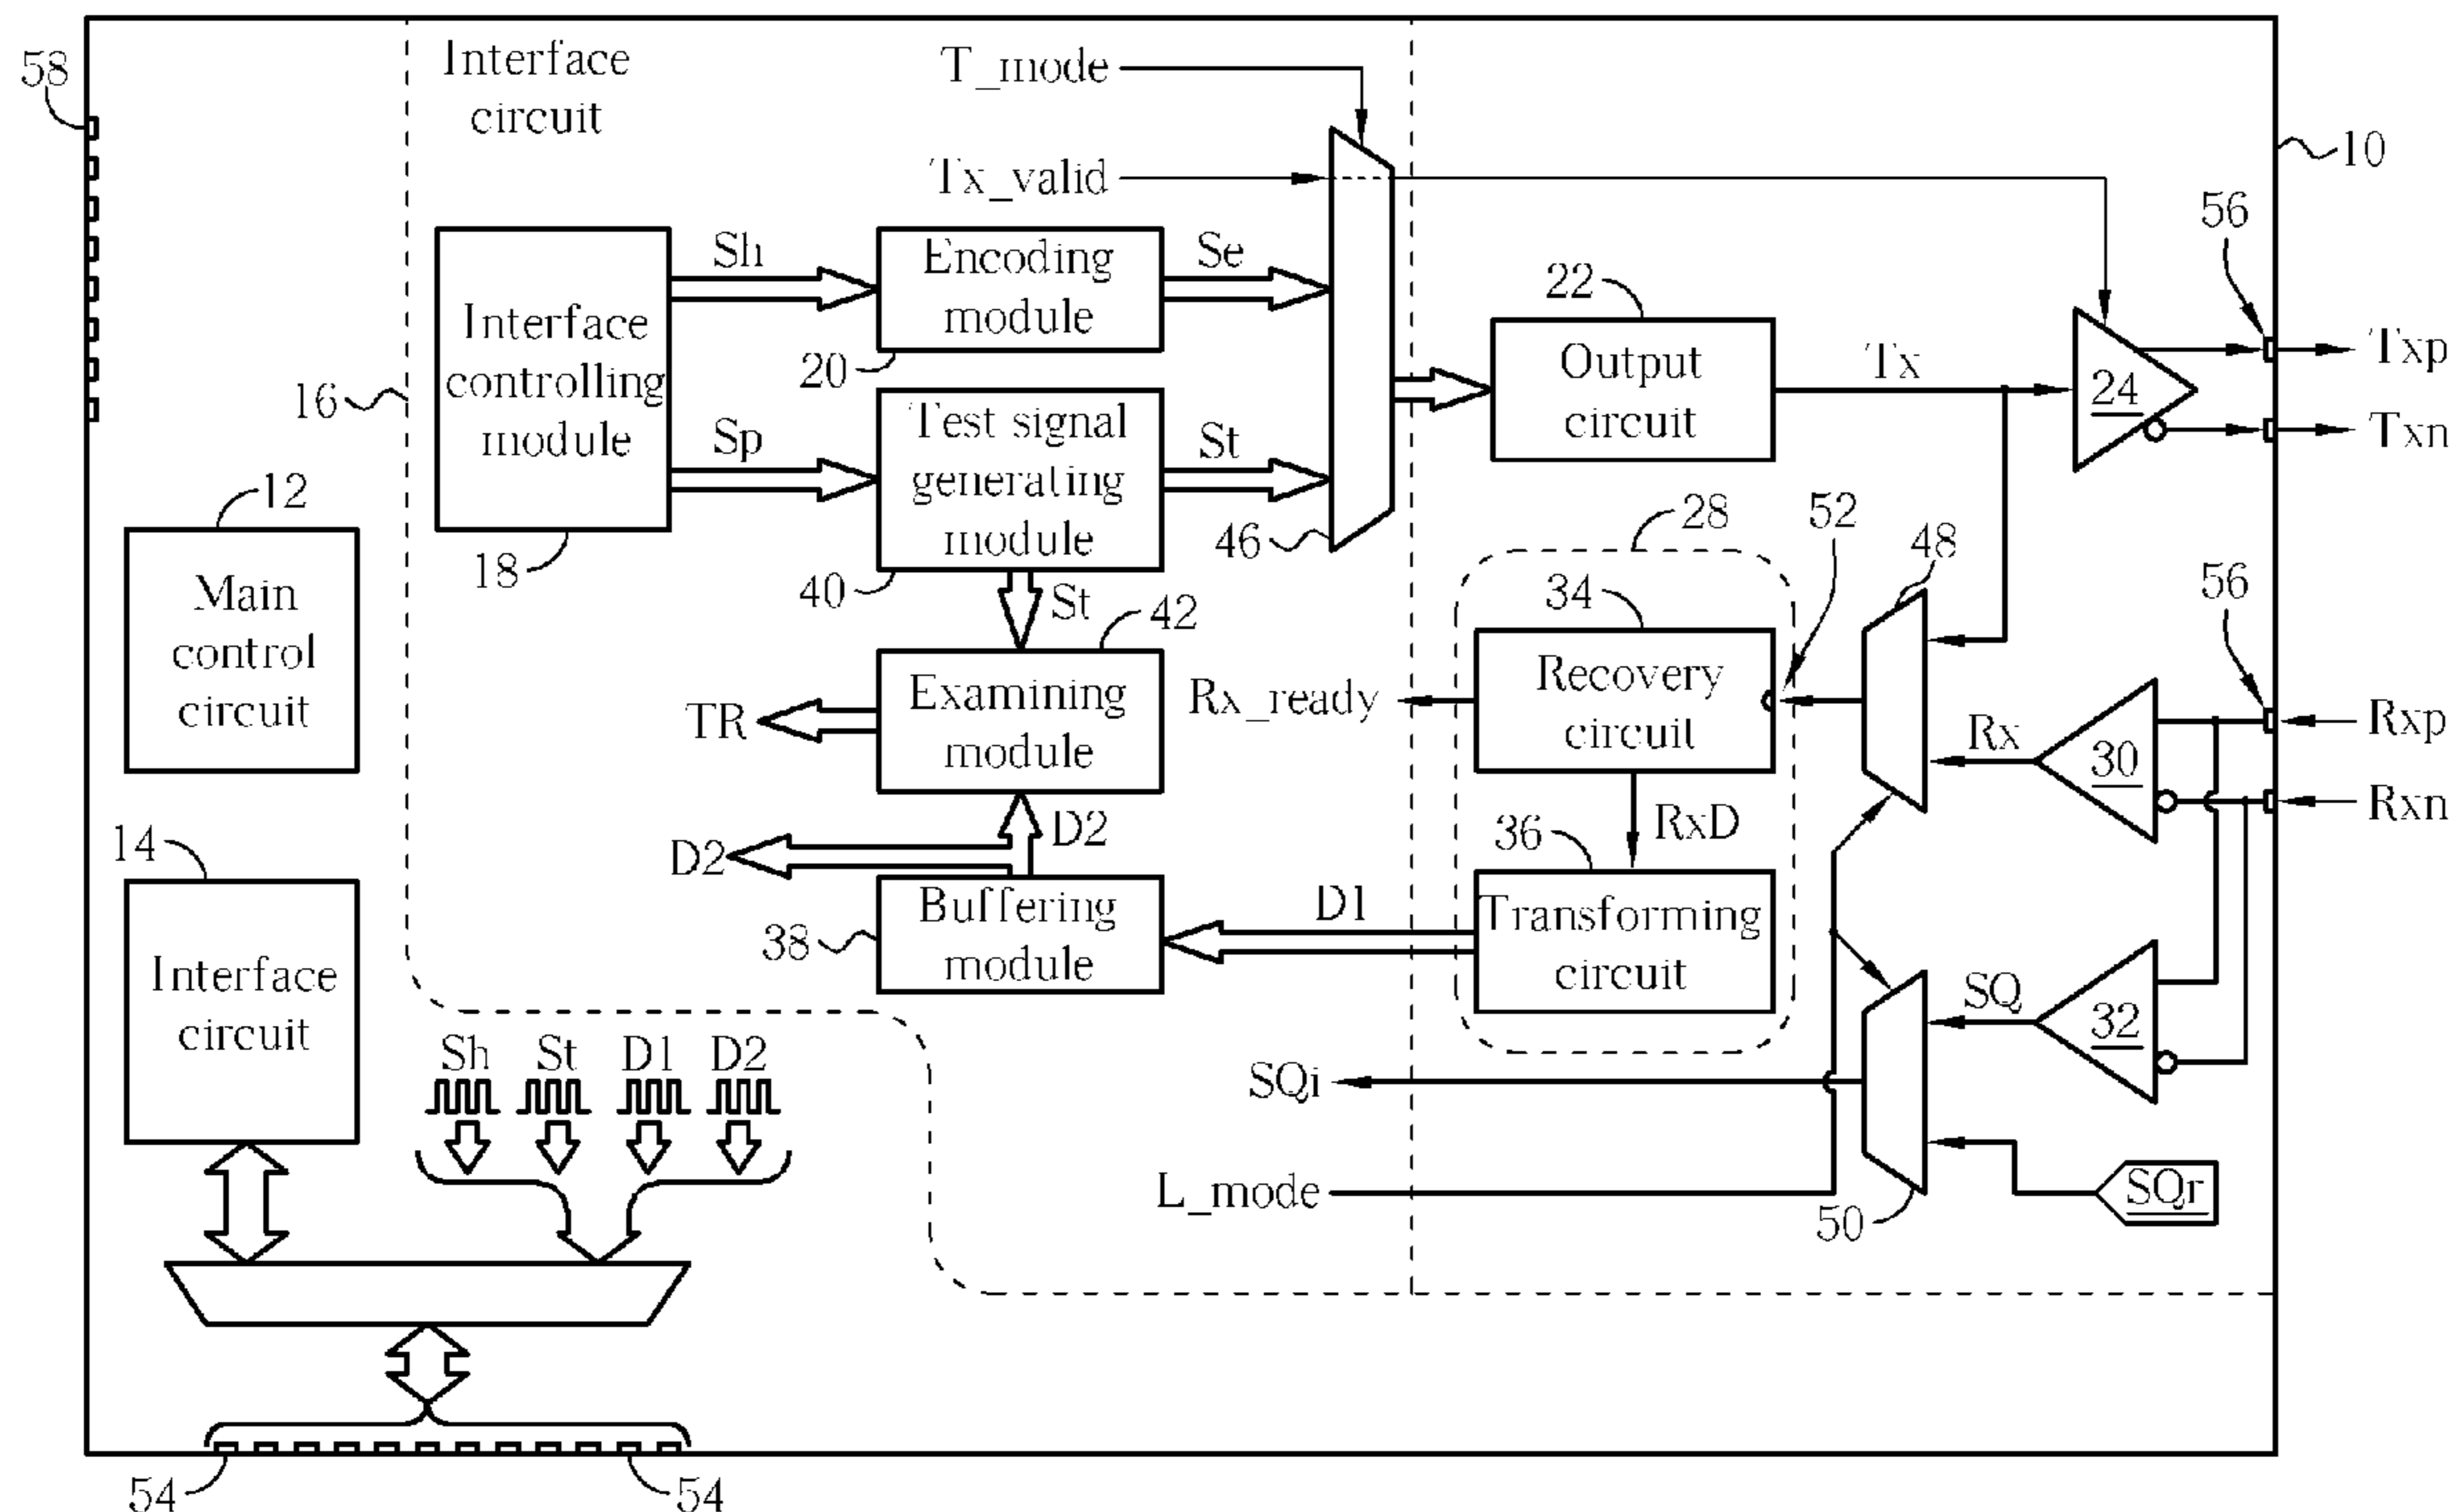 58
Interface
circuit
T_mode
Tx_valid
10
56
Sh
Encoding
module
Se
22
Interface
controlling
module
20
Output
circuit
Tx
24
Txp
Txn
16
Sp
Test signal
generating
module
St
46
18
40
St
28
52
48
12
Main
control
circuit
42
34
56
Examining
module
TR
Rx_ready
Recovery
circuit
Rx
30
Rxp
Rxn
D2
D2
36
RxD
14
Interface
circuit
Buffering
module
38
D1
Transforming
circuit
SQ
32
Sh
St
D1
D2
SQi
L_mode
50
SQr
54
54